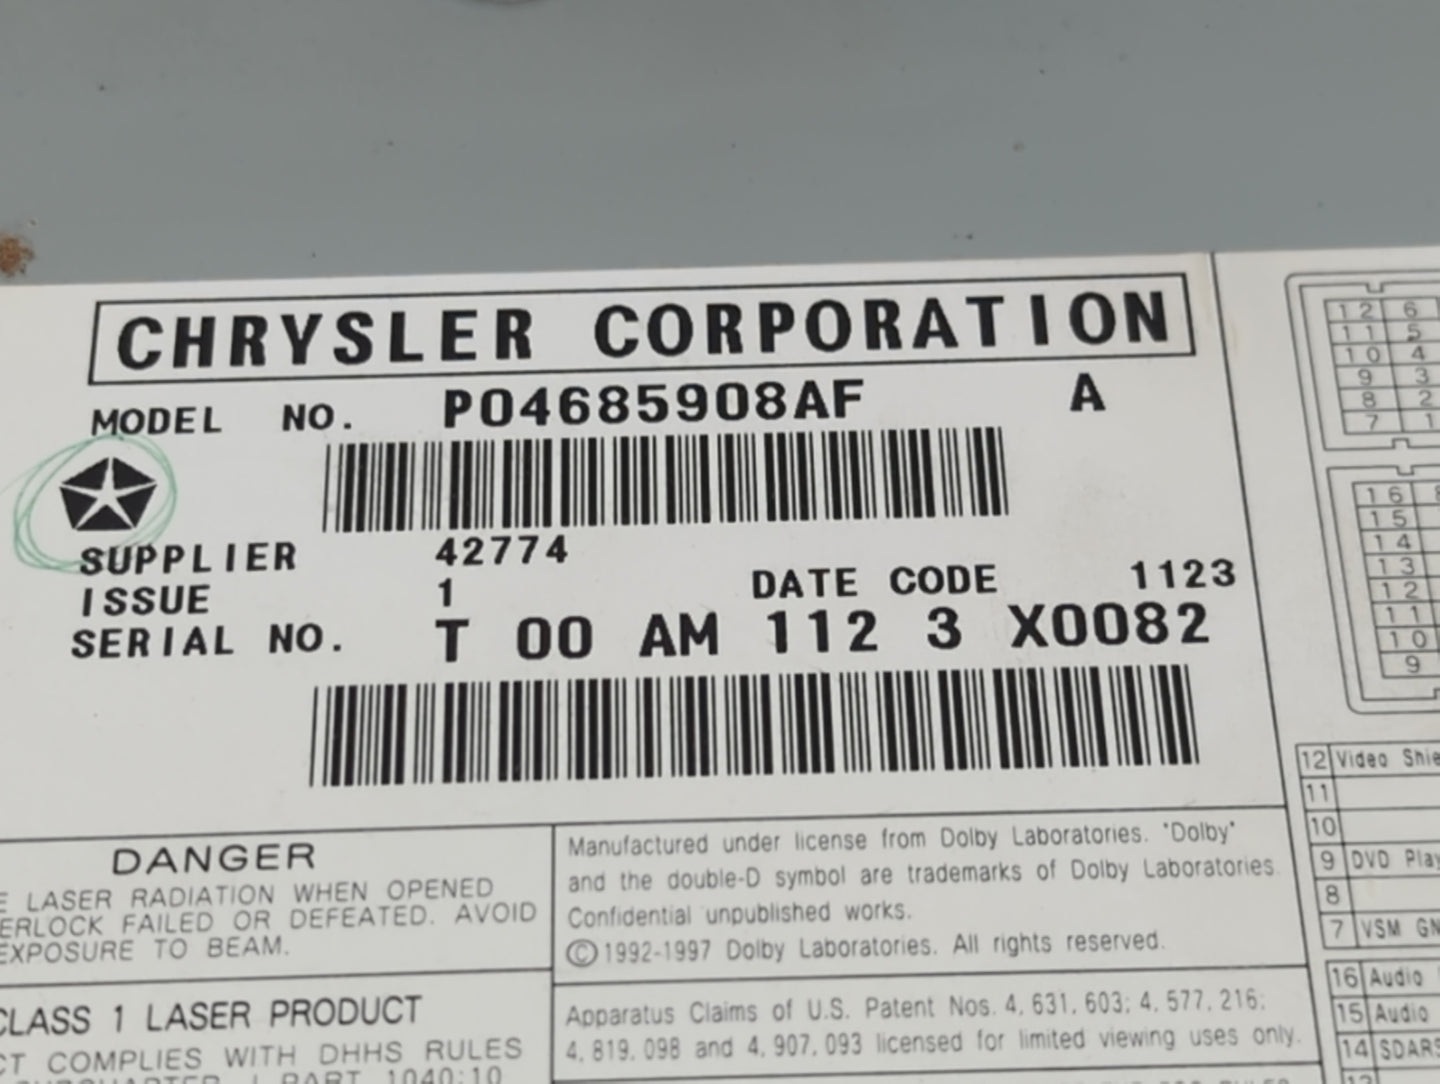 CHRYSLER CORPORATION
MODEL NO. P04685908AF A
SUPPLIER 42774
ISSUE 1 DATE CODE 1123
SERIAL NO. T 00 AM 112 3 X0082
DANGER
E LASER RADIATION WHEN OPENED
ERLOCK FAILED OR DEFEATED. AVOID
EXPOSURE TO BEAM.
CLASS 1 LASER PRODUCT
CT COMPLIES WITH DHHS RULES
PART 1040:10
Manufactured under license from Dolby Laboratories. "Dolby"
and the double-D symbol are trademarks of Dolby Laboratories.
Confidential unpublished works.
©1992-1997 Dolby Laboratories. All rights reserved.
Apparatus Claims of U.S. Patent Nos. 4,631,603; 4,577,216;
4,819,098 and 4,907,093 licensed for limited viewing uses only.
12 6
11 5
10 4
9 3
8 2
7 1
16 8
15
14
13
12
11
10
9
12 Video Shie
11
10
9 DVD Play
8
7 VSM GN
16 Audio
15 Audio
14 SDARS